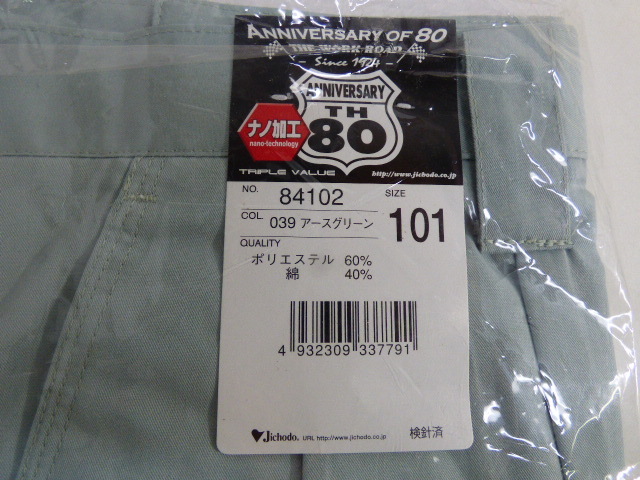 ANNIVERSARY OF 80
THE WORK ROAD
Since 1924
ANNIVERSARY
TH
80
ナノ加工
nano-technology
TRIPLE VALUE http://www.jichodo.co.jp
NO. 84102 SIZE
COL 039 アースグリーン 101
QUALITY
ポリエステル 60%
綿 40%
4 932309 337791
Jichodo. URL http://www.jichodo.co.jp 検針済